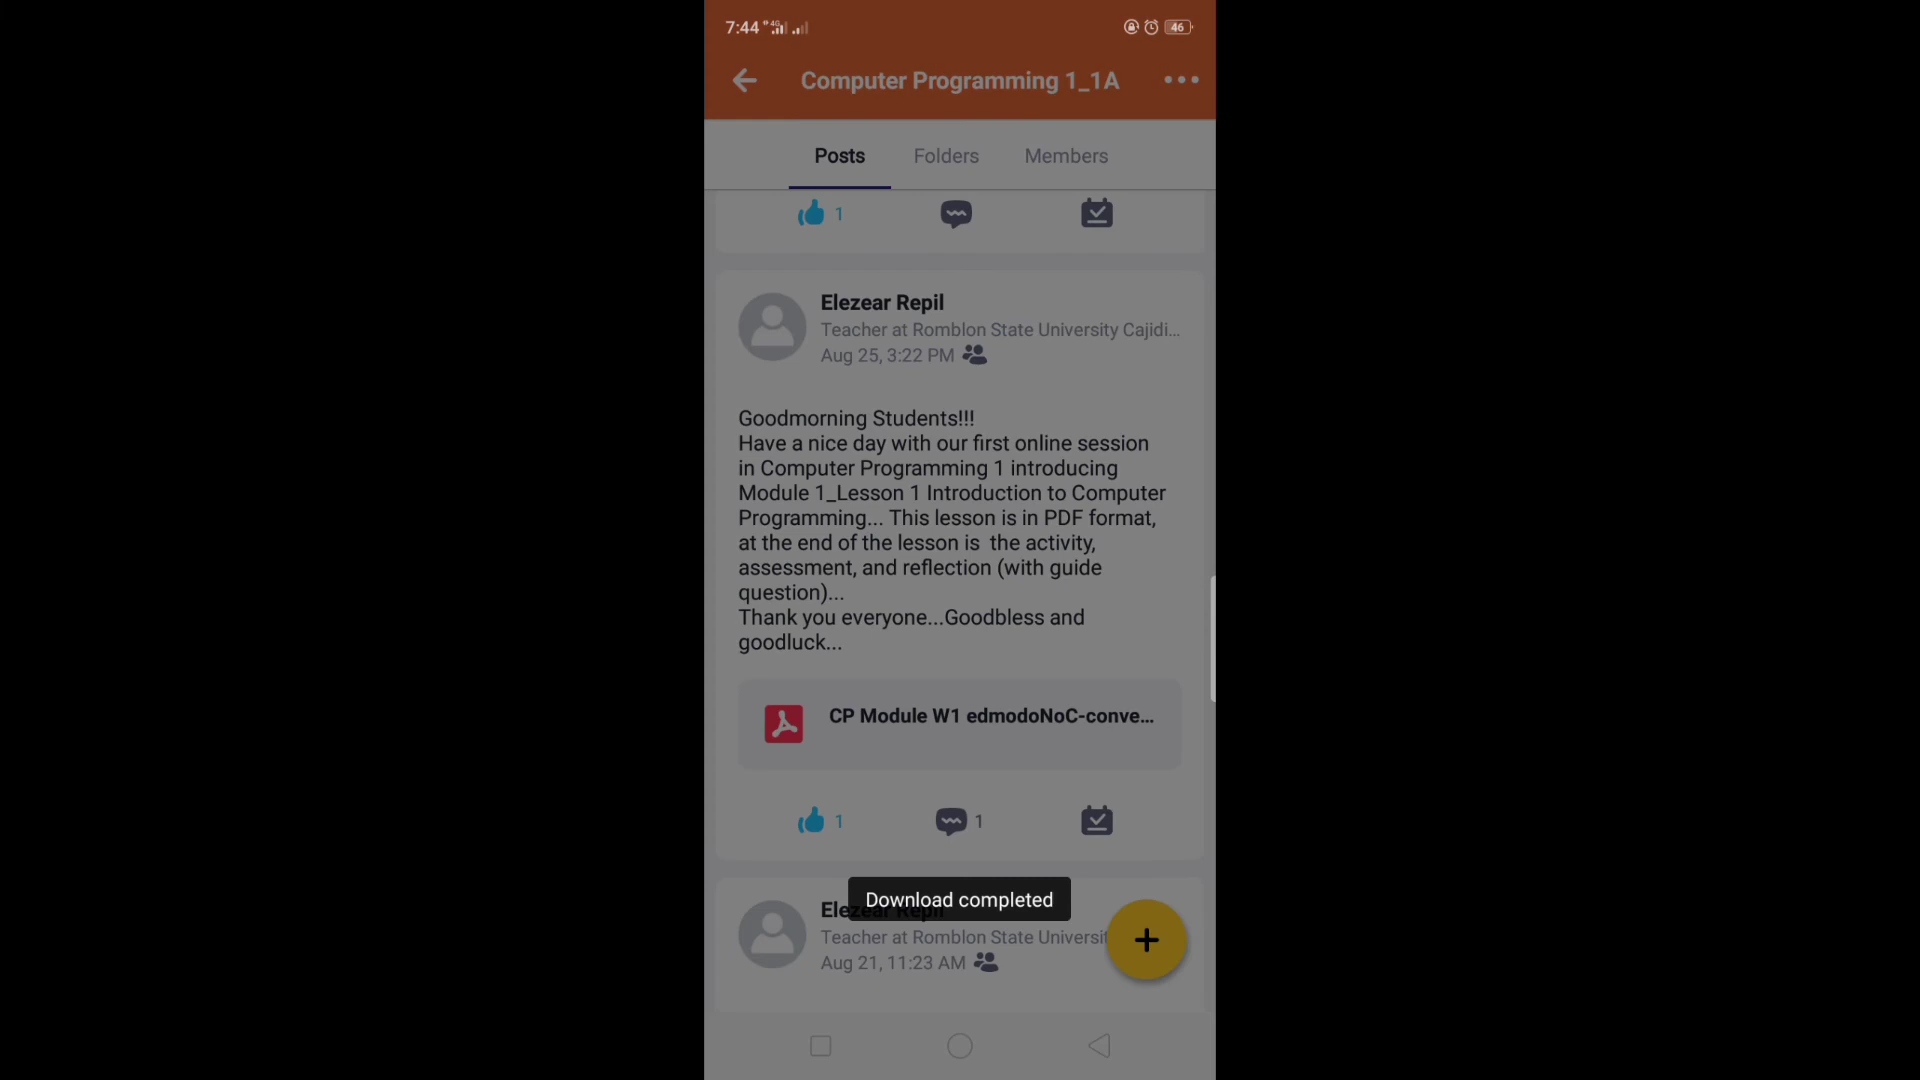 7:44 4G 46
Computer Programming 1_1A
Posts Folders Members
1
Elezear Repil
Teacher at Romblon State University Cajidi...
Aug 25, 3:22 PM
Goodmorning Students!!!
Have a nice day with our first online session
in Computer Programming 1 introducing
Module 1_Lesson 1 Introduction to Computer
Programming... This lesson is in PDF format,
at the end of the lesson is  the activity,
assessment, and reflection (with guide
question)...
Thank you everyone...Goodbless and
goodluck...
CP Module W1 edmodoNoC-conve...
1 1
Download completed
Elezear Repil
Teacher at Romblon State Universit
Aug 21, 11:23 AM